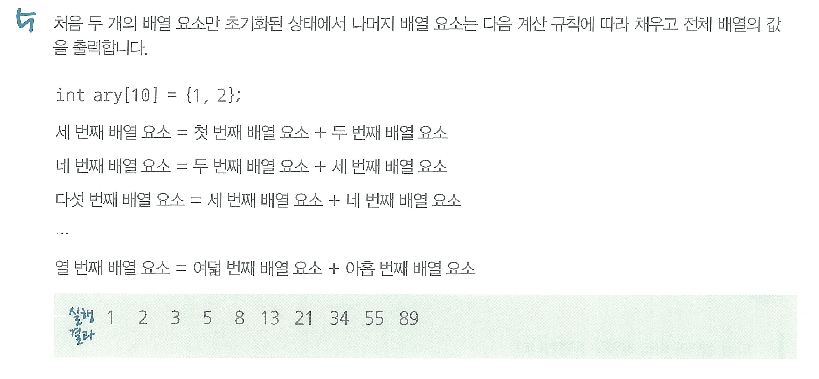 5 처음 두 개의 배열 요소만 초기화된 상태에서 나머지 배열 요소는 다음 계산 규칙에 따라 채우고 전체 배열의 값
을 출력합니다.
int ary[10] = {1, 2};
세 번째 배열 요소 = 첫 번째 배열 요소 + 두 번째 배열 요소
네 번째 배열 요소 = 두 번째 배열 요소 + 세 번째 배열 요소
다섯 번째 배열 요소 = 세 번째 배열 요소 + 네 번째 배열 요소
...
열 번째 배열 요소 = 여덟 번째 배열 요소 + 아홉 번째 배열 요소
실행 1 2 3 5 8 13 21 34 55 89
결과